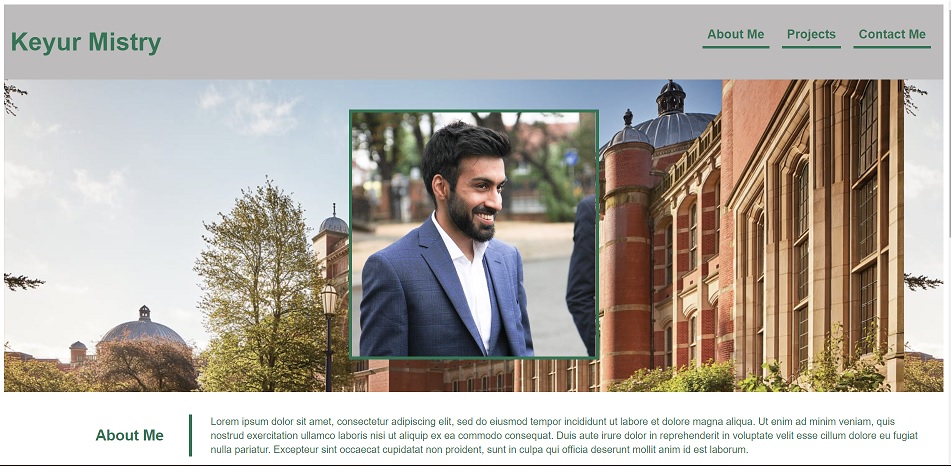 Keyur Mistry
About Me
Projects
Contact Me
About Me
Lorem ipsum dolor sit amet, consectetur adipiscing elit, sed do eiusmod tempor incididunt ut labore et dolore magna aliqua. Ut enim ad minim veniam, quis
nostrud exercitation ullamco laboris nisi ut aliquip ex ea commodo consequat. Duis aute irure dolor in reprehenderit in voluptate velit esse cillum dolore eu fugiat
nulla pariatur. Excepteur sint occaecat cupidatat non proident, sunt in culpa qui officia deserunt mollit anim id est laborum.